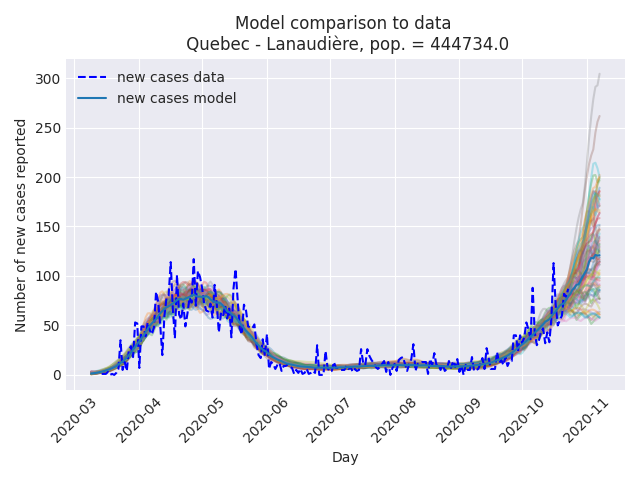 Model comparison to data
Quebec - Lanaudière, pop. = 444734.0
new cases data
new cases model
Number of new cases reported
300
250
200
150
100
50
0
2020-03
2020-04
2020-05
2020-06
2020-07
2020-08
2020-09
2020-10
2020-11
Day